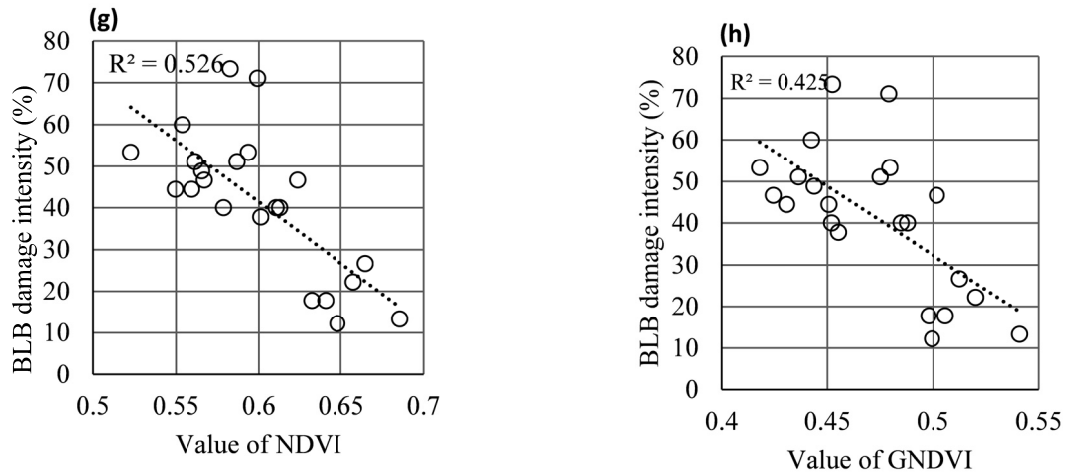 (g)
80
70
60
50
40
30
20
10
0
R² = 0.526
BLB damage intensity (%)
0.5 0.55 0.6 0.65 0.7
Value of NDVI
(h)
80
70
60
50
40
30
20
10
0
R² = 0.425
BLB damage intensity (%)
0.4 0.45 0.5 0.55
Value of GNDVI